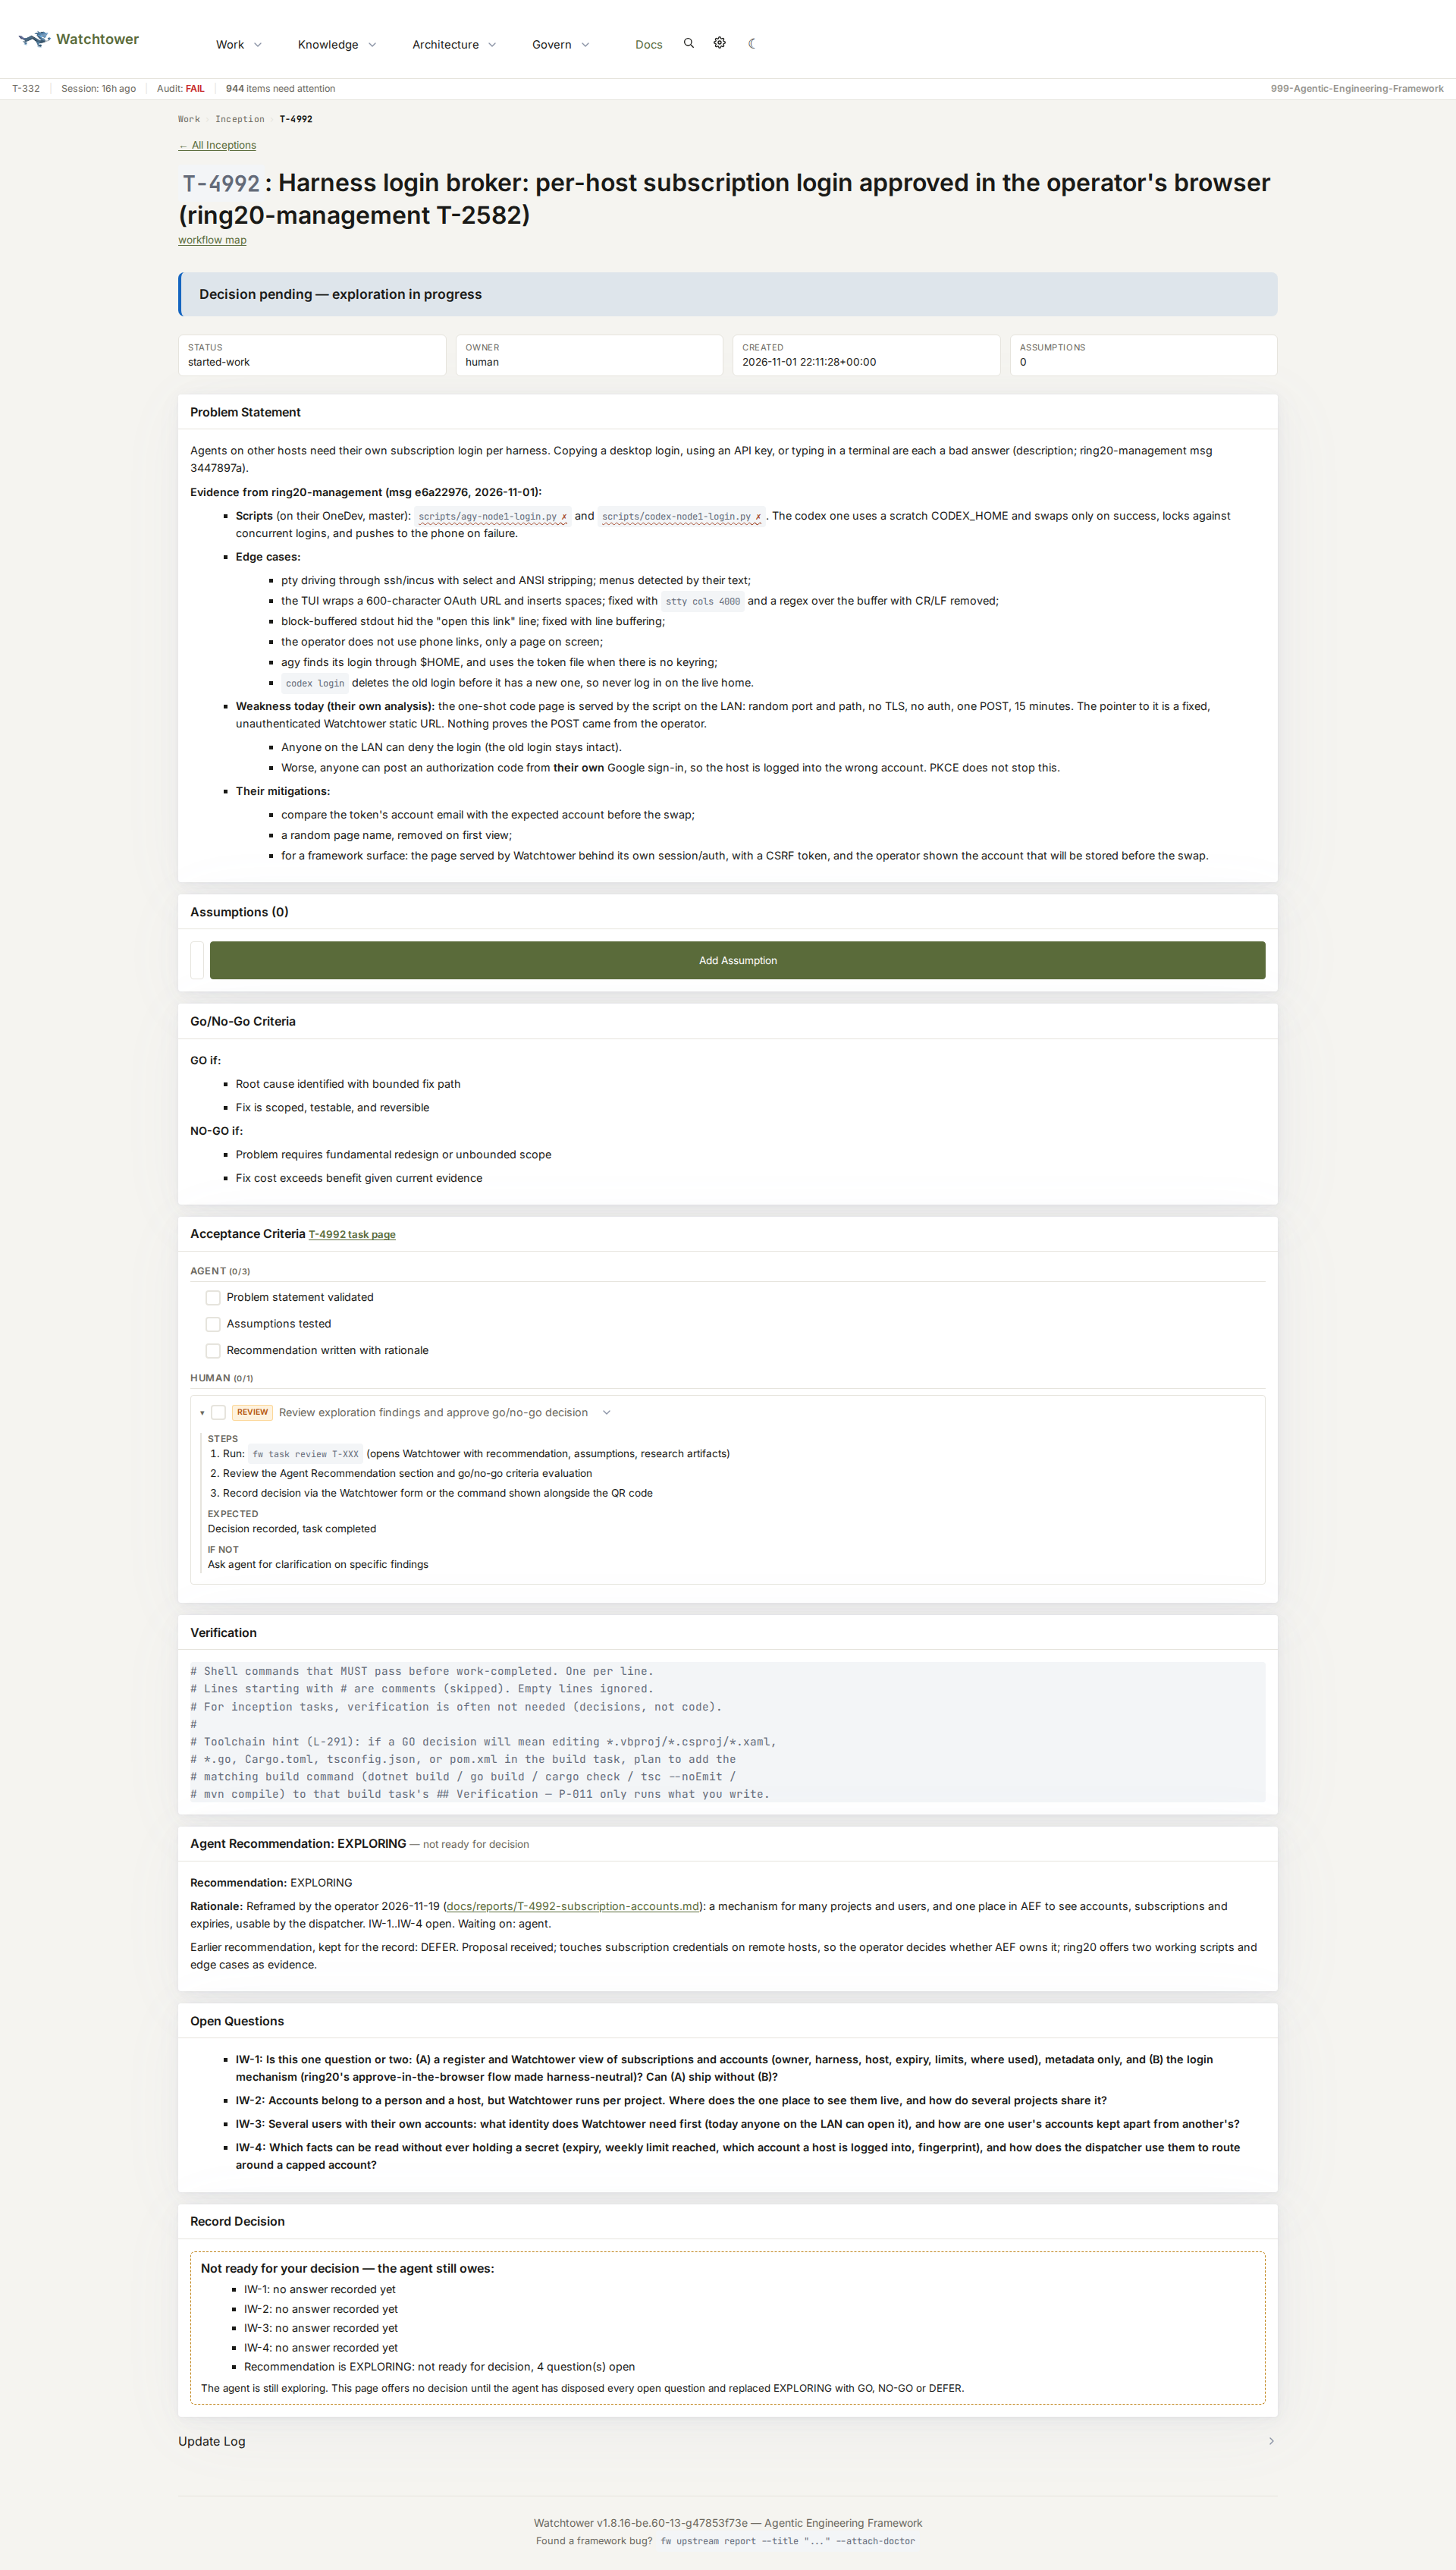 Watchtower
Work
Knowledge
Architecture
Govern
Docs
T-332
Session: 16h ago
Audit: FAIL
944 items need attention
999-Agentic-Engineering-Framework
Work Inception T-4992
← All Inceptions
T-4992: Harness login broker: per-host subscription login approved in the operator's browser
(ring20-management T-2582)
workflow map
Decision pending — exploration in progress
STATUS
started-work
OWNER
human
CREATED
2026-11-01 22:11:28+00:00
ASSUMPTIONS
0
Problem Statement
Agents on other hosts need their own subscription login per harness. Copying a desktop login, using an API key, or typing in a terminal are each a bad answer (description; ring20-management msg
3447897a).
Evidence from ring20-management (msg e6a22976, 2026-11-01):
▪ Scripts (on their OneDev, master): scripts/agy-node1-login.py ✗ and scripts/codex-node1-login.py ✗. The codex one uses a scratch CODEX_HOME and swaps only on success, locks against
concurrent logins, and pushes to the phone on failure.
▪ Edge cases:
▪ pty driving through ssh/incus with select and ANSI stripping; menus detected by their text;
▪ the TUI wraps a 600-character OAuth URL and inserts spaces; fixed with stty cols 4000 and a regex over the buffer with CR/LF removed;
▪ block-buffered stdout hid the "open this link" line; fixed with line buffering;
▪ the operator does not use phone links, only a page on screen;
▪ agy finds its login through $HOME, and uses the token file when there is no keyring;
▪ codex login deletes the old login before it has a new one, so never log in on the live home.
▪ Weakness today (their own analysis): the one-shot code page is served by the script on the LAN: random port and path, no TLS, no auth, one POST, 15 minutes. The pointer to it is a fixed,
unauthenticated Watchtower static URL. Nothing proves the POST came from the operator.
▪ Anyone on the LAN can deny the login (the old login stays intact).
▪ Worse, anyone can post an authorization code from their own Google sign-in, so the host is logged into the wrong account. PKCE does not stop this.
▪ Their mitigations:
▪ compare the token's account email with the expected account before the swap;
▪ a random page name, removed on first view;
▪ for a framework surface: the page served by Watchtower behind its own session/auth, with a CSRF token, and the operator shown the account that will be stored before the swap.
Assumptions (0)
Add Assumption
Go/No-Go Criteria
GO if:
▪ Root cause identified with bounded fix path
▪ Fix is scoped, testable, and reversible
NO-GO if:
▪ Problem requires fundamental redesign or unbounded scope
▪ Fix cost exceeds benefit given current evidence
Acceptance Criteria T-4992 task page
AGENT (0/3)
Problem statement validated
Assumptions tested
Recommendation written with rationale
HUMAN (0/1)
▾ REVIEW Review exploration findings and approve go/no-go decision
STEPS
1. Run: fw task review T-XXX (opens Watchtower with recommendation, assumptions, research artifacts)
2. Review the Agent Recommendation section and go/no-go criteria evaluation
3. Record decision via the Watchtower form or the command shown alongside the QR code
EXPECTED
Decision recorded, task completed
IF NOT
Ask agent for clarification on specific findings
Verification
# Shell commands that MUST pass before work-completed. One per line.
# Lines starting with # are comments (skipped). Empty lines ignored.
# For inception tasks, verification is often not needed (decisions, not code).
#
# Toolchain hint (L-291): if a GO decision will mean editing *.vbproj/*.csproj/*.xaml,
# *.go, Cargo.toml, tsconfig.json, or pom.xml in the build task, plan to add the
# matching build command (dotnet build / go build / cargo check / tsc --noEmit /
# mvn compile) to that build task's ## Verification — P-011 only runs what you write.
Agent Recommendation: EXPLORING — not ready for decision
Recommendation: EXPLORING
Rationale: Reframed by the operator 2026-11-19 (docs/reports/T-4992-subscription-accounts.md): a mechanism for many projects and users, and one place in AEF to see accounts, subscriptions and
expiries, usable by the dispatcher. IW-1..IW-4 open. Waiting on: agent.
Earlier recommendation, kept for the record: DEFER. Proposal received; touches subscription credentials on remote hosts, so the operator decides whether AEF owns it; ring20 offers two working scripts and
edge cases as evidence.
Open Questions
▪ IW-1: Is this one question or two: (A) a register and Watchtower view of subscriptions and accounts (owner, harness, host, expiry, limits, where used), metadata only, and (B) the login
mechanism (ring20's approve-in-the-browser flow made harness-neutral)? Can (A) ship without (B)?
▪ IW-2: Accounts belong to a person and a host, but Watchtower runs per project. Where does the one place to see them live, and how do several projects share it?
▪ IW-3: Several users with their own accounts: what identity does Watchtower need first (today anyone on the LAN can open it), and how are one user's accounts kept apart from another's?
▪ IW-4: Which facts can be read without ever holding a secret (expiry, weekly limit reached, which account a host is logged into, fingerprint), and how does the dispatcher use them to route
around a capped account?
Record Decision
Not ready for your decision — the agent still owes:
▪ IW-1: no answer recorded yet
▪ IW-2: no answer recorded yet
▪ IW-3: no answer recorded yet
▪ IW-4: no answer recorded yet
▪ Recommendation is EXPLORING: not ready for decision, 4 question(s) open
The agent is still exploring. This page offers no decision until the agent has disposed every open question and replaced EXPLORING with GO, NO-GO or DEFER.
Update Log
Watchtower v1.8.16-be.60-13-g47853f73e — Agentic Engineering Framework
Found a framework bug? fw upstream report --title "..." --attach-doctor